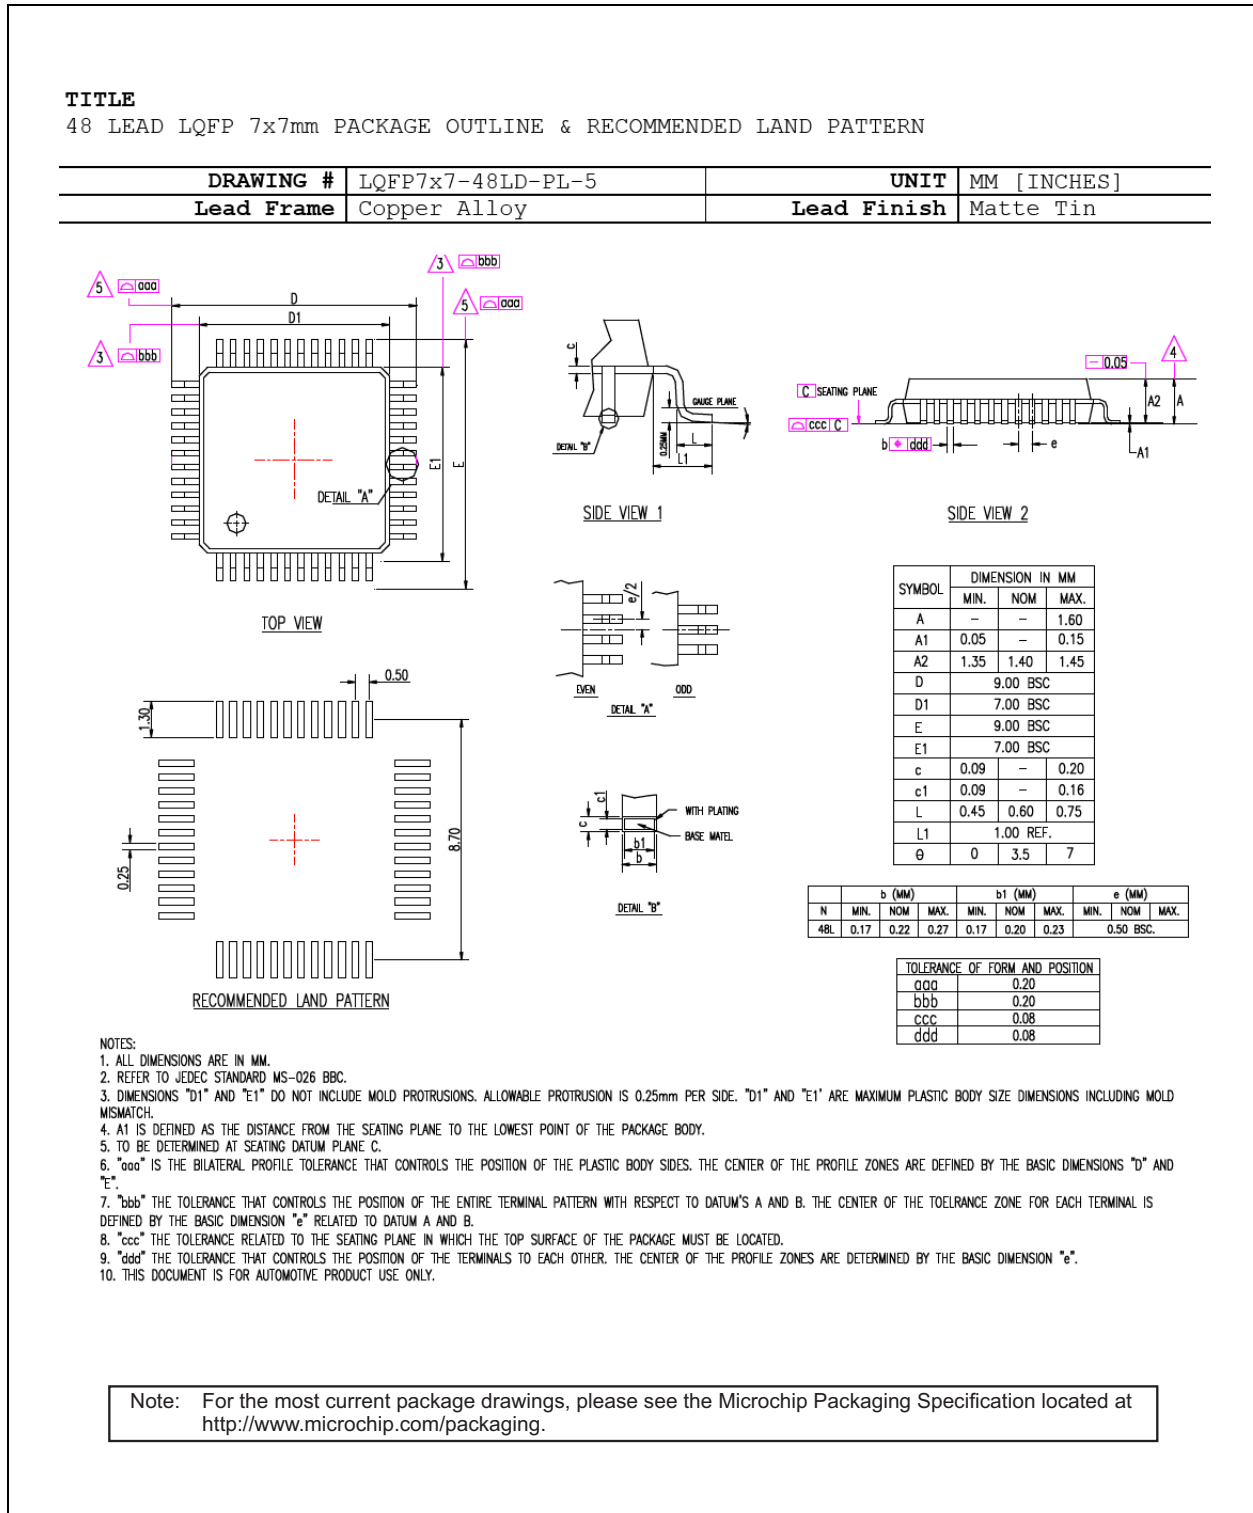 TITLE
48 LEAD LQFP 7x7mm PACKAGE OUTLINE & RECOMMENDED LAND PATTERN
DRAWING # LQFP7x7-48LD-PL-5 UNIT MM [INCHES]
Lead Frame Copper Alloy Lead Finish Matte Tin
3 bbb
5 aaa
D
5 aaa
D1
3 bbb
E1
E
DETAIL "A"
TOP VIEW
c
GAUGE PLANE
DETAIL "B"
0.25MM
L
L1
SIDE VIEW 1
4
0.05
C SEATING PLANE
A2
A
ccc C
b ddd
e
A1
SIDE VIEW 2
e/2
EVEN
ODD
DETAIL "A"
SYMBOL DIMENSION IN MM
MIN. NOM MAX.
A – – 1.60
A1 0.05 – 0.15
A2 1.35 1.40 1.45
D 9.00 BSC
D1 7.00 BSC
E 9.00 BSC
E1 7.00 BSC
c 0.09 – 0.20
c1 0.09 – 0.16
L 0.45 0.60 0.75
L1 1.00 REF.
θ 0 3.5 7
0.50
1.30
8.70
0.25
RECOMMENDED LAND PATTERN
c1
c
WITH PLATING
BASE MATEL
b1
b
DETAIL "B"
b (MM) b1 (MM) e (MM)
N MIN. NOM MAX. MIN. NOM MAX. MIN. NOM MAX.
48L 0.17 0.22 0.27 0.17 0.20 0.23 0.50 BSC.
TOLERANCE OF FORM AND POSITION
aaa 0.20
bbb 0.20
ccc 0.08
ddd 0.08
NOTES:
1. ALL DIMENSIONS ARE IN MM.
2. REFER TO JEDEC STANDARD MS-026 BBC.
3. DIMENSIONS "D1" AND "E1" DO NOT INCLUDE MOLD PROTRUSIONS. ALLOWABLE PROTRUSION IS 0.25mm PER SIDE. "D1" AND "E1' ARE MAXIMUM PLASTIC BODY SIZE DIMENSIONS INCLUDING MOLD
MISMATCH.
4. A1 IS DEFINED AS THE DISTANCE FROM THE SEATING PLANE TO THE LOWEST POINT OF THE PACKAGE BODY.
5. TO BE DETERMINED AT SEATING DATUM PLANE C.
6. "aaa" IS THE BILATERAL PROFILE TOLERANCE THAT CONTROLS THE POSITION OF THE PLASTIC BODY SIDES. THE CENTER OF THE PROFILE ZONES ARE DEFINED BY THE BASIC DIMENSIONS "D" AND
"E".
7. "bbb" THE TOLERANCE THAT CONTROLS THE POSITION OF THE ENTIRE TERMINAL PATTERN WITH RESPECT TO DATUM'S A AND B. THE CENTER OF THE TOELRANCE ZONE FOR EACH TERMINAL IS
DEFINED BY THE BASIC DIMENSION "e" RELATED TO DATUM A AND B.
8. "ccc" THE TOLERANCE RELATED TO THE SEATING PLANE IN WHICH THE TOP SURFACE OF THE PACKAGE MUST BE LOCATED.
9. "ddd" THE TOLERANCE THAT CONTROLS THE POSITION OF THE TERMINALS TO EACH OTHER. THE CENTER OF THE PROFILE ZONES ARE DETERMINED BY THE BASIC DIMENSION "e".
10. THIS DOCUMENT IS FOR AUTOMOTIVE PRODUCT USE ONLY.
Note: For the most current package drawings, please see the Microchip Packaging Specification located at
http://www.microchip.com/packaging.